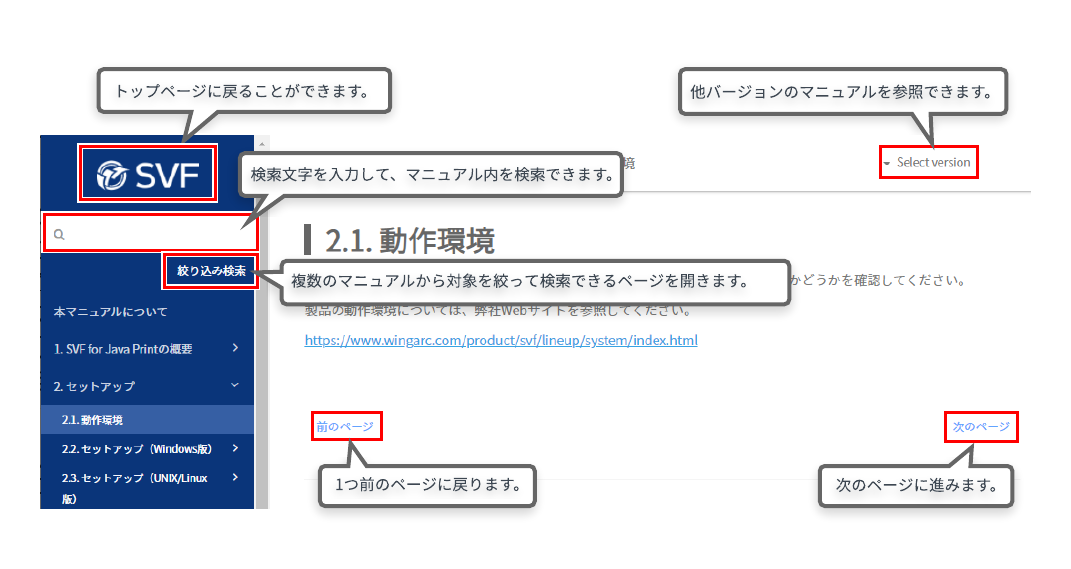 トップページに戻ることができます。
他バージョンのマニュアルを参照できます。
SVF
検索文字を入力して、マニュアル内を検索できます。
境
Select version
2.1. 動作環境
絞り込み検索
複数のマニュアルから対象を絞って検索できるページを開きます。
かどうかを確認してください。
製品の動作環境については、弊社Webサイトを参照してください。
https://www.wingarc.com/product/svf/lineup/system/index.html
本マニュアルについて
1. SVF for Java Printの概要
2. セットアップ
2.1. 動作環境
2.2. セットアップ（Windows版）
2.3. セットアップ（UNIX/Linux
版）
前のページ
次のページ
1つ前のページに戻ります。
次のページに進みます。